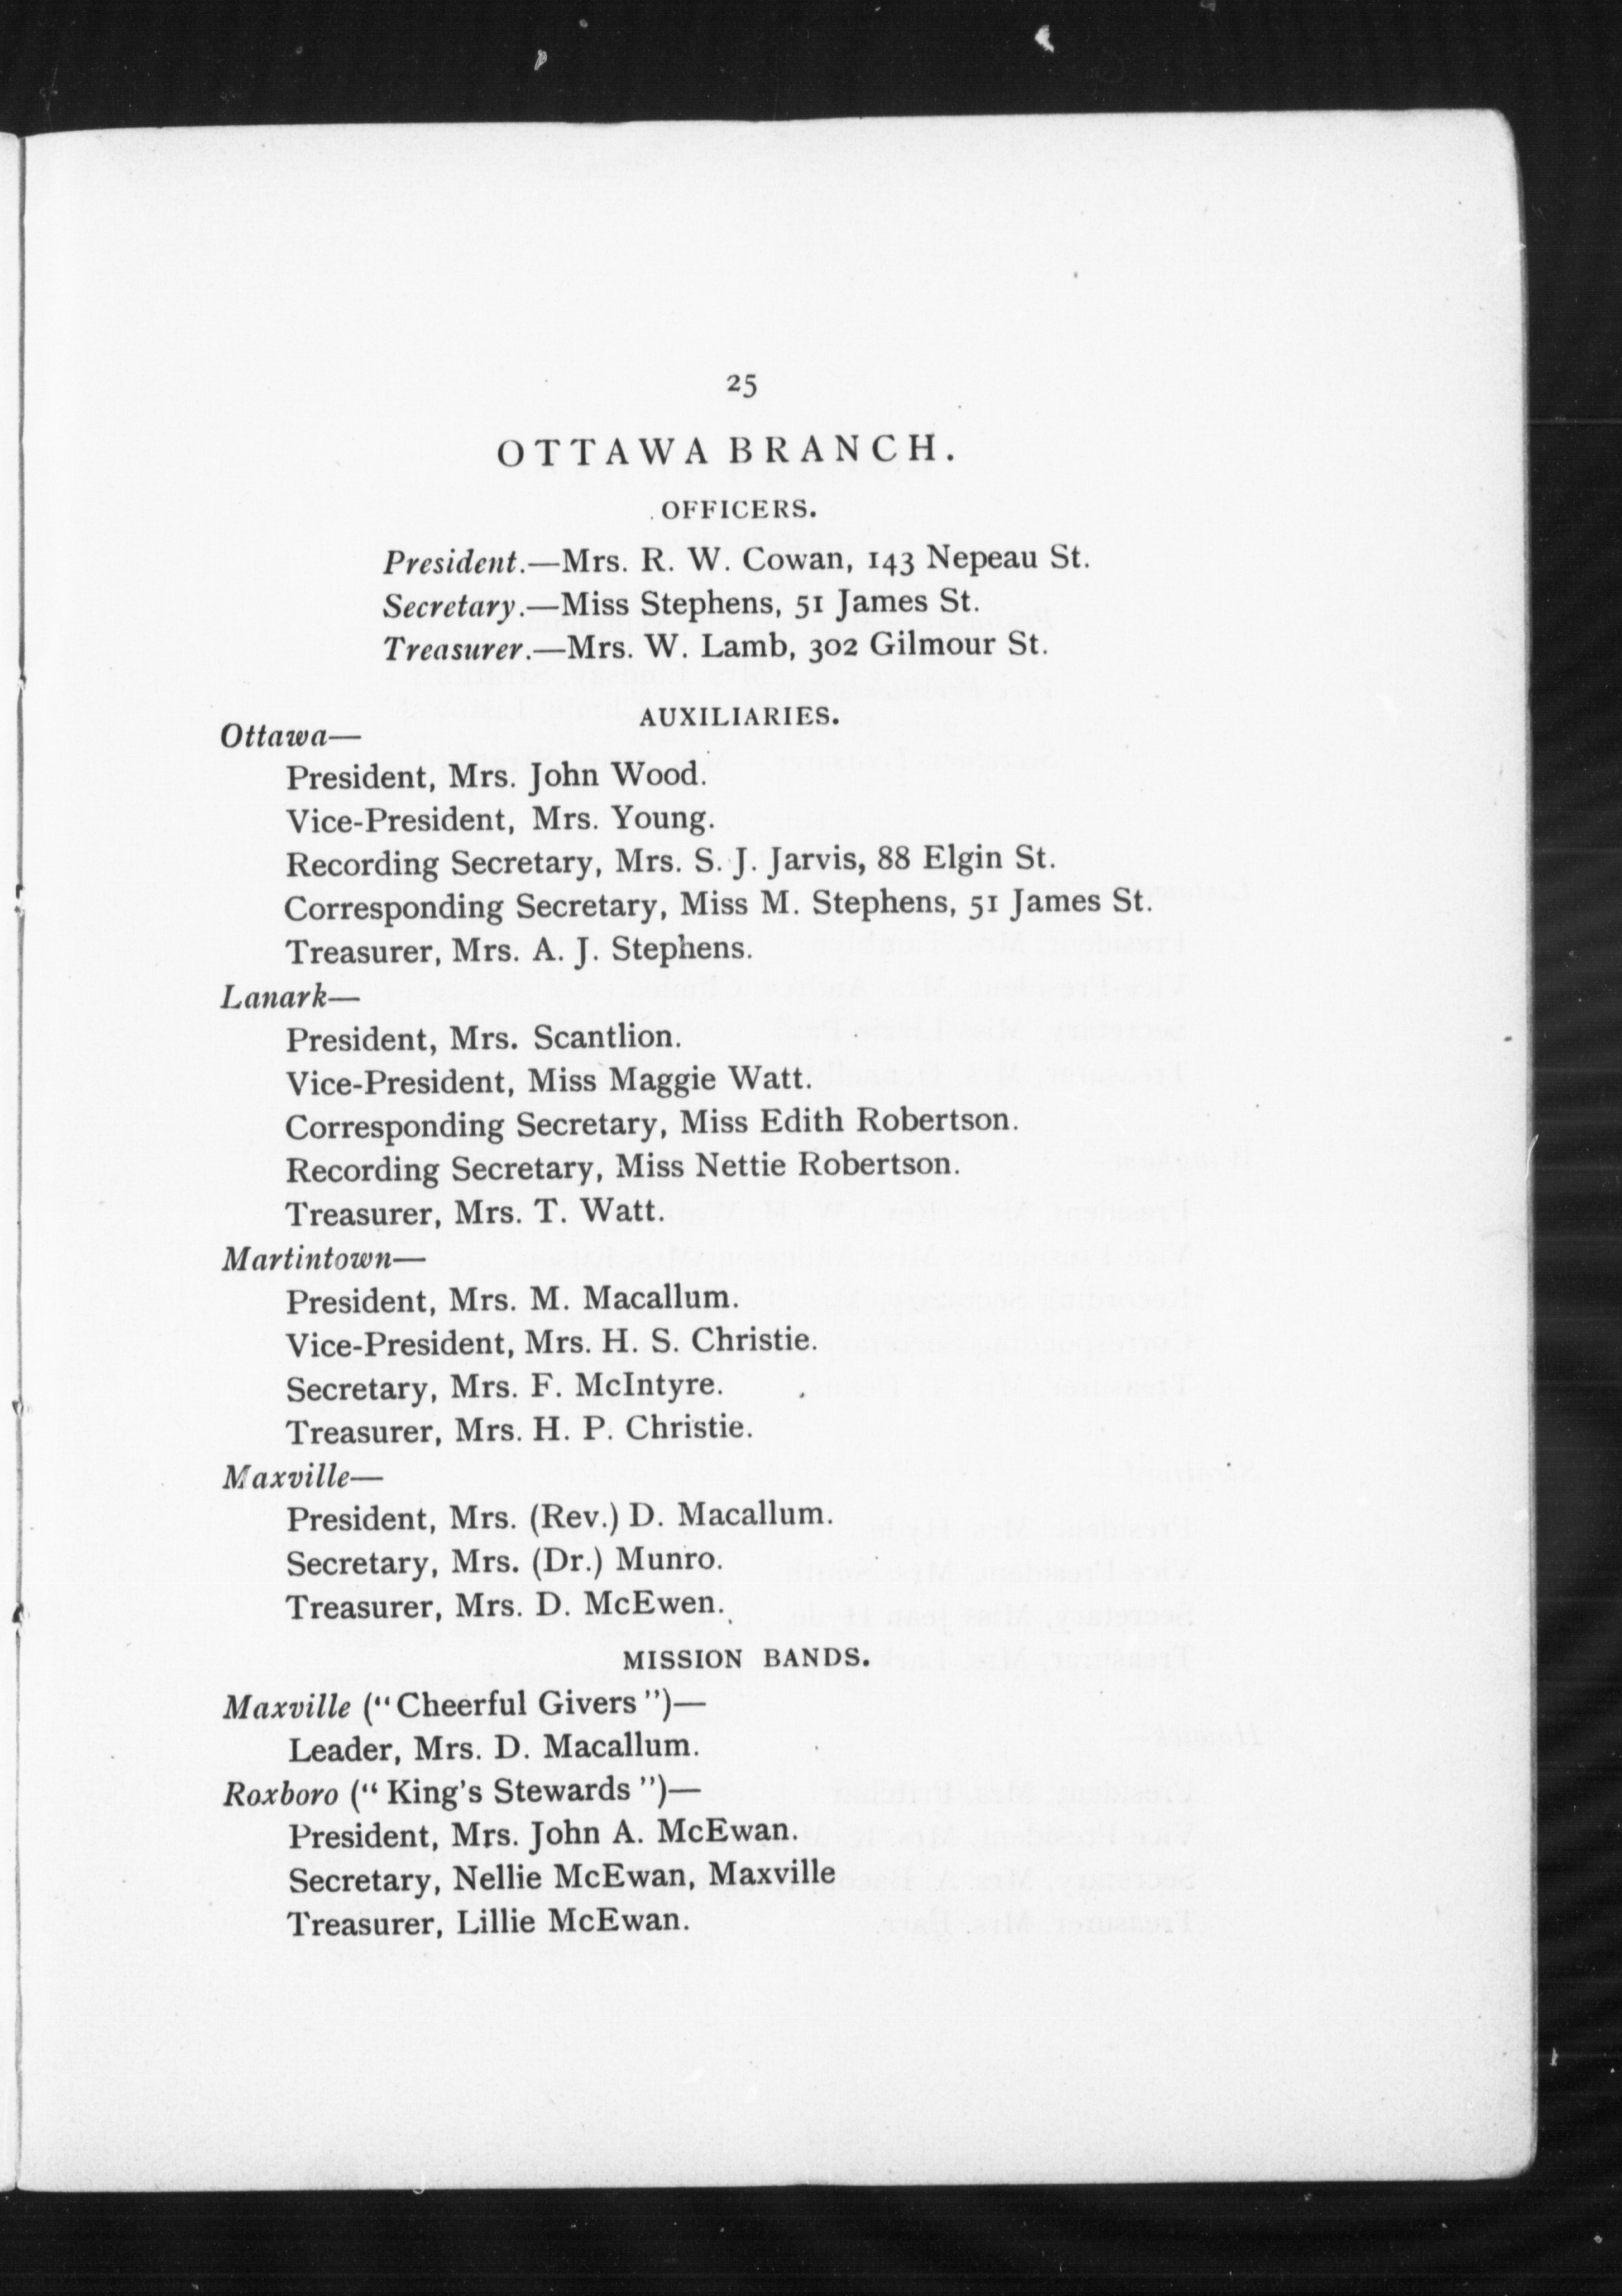 25
OTTAWA BRANCH.
OFFICERS.
President.—Mrs. R. W. Cowan, 143 Nepeau St.
Secretary.—Miss Stephens, 51 James St.
Treasurer.—Mrs. W. Lamb, 302 Gilmour St.
AUXILIARIES.
Ottawa—
President, Mrs. John Wood.
Vice-President, Mrs. Young.
Recording Secretary, Mrs. S. J. Jarvis, 88 Elgin St.
Corresponding Secretary, Miss M. Stephens, 51 James St.
Treasurer, Mrs. A. J. Stephens.
Lanark—
President, Mrs. Scantlion.
Vice-President, Miss Maggie Watt.
Corresponding Secretary, Miss Edith Robertson.
Recording Secretary, Miss Nettie Robertson.
Treasurer, Mrs. T. Watt.
Martintown—
President, Mrs. M. Macallum.
Vice-President, Mrs. H. S. Christie.
Secretary, Mrs. F. McIntyre.
Treasurer, Mrs. H. P. Christie.
Maxville—
President, Mrs. (Rev.) D. Macallum.
Secretary, Mrs. (Dr.) Munro.
Treasurer, Mrs. D. McEwen.
MISSION BANDS.
Maxville (“Cheerful Givers”)—
Leader, Mrs. D. Macallum.
Roxboro (“King's Stewards”)—
President, Mrs. John A. McEwan.
Secretary, Nellie McEwan, Maxville
Treasurer, Lillie McEwan.